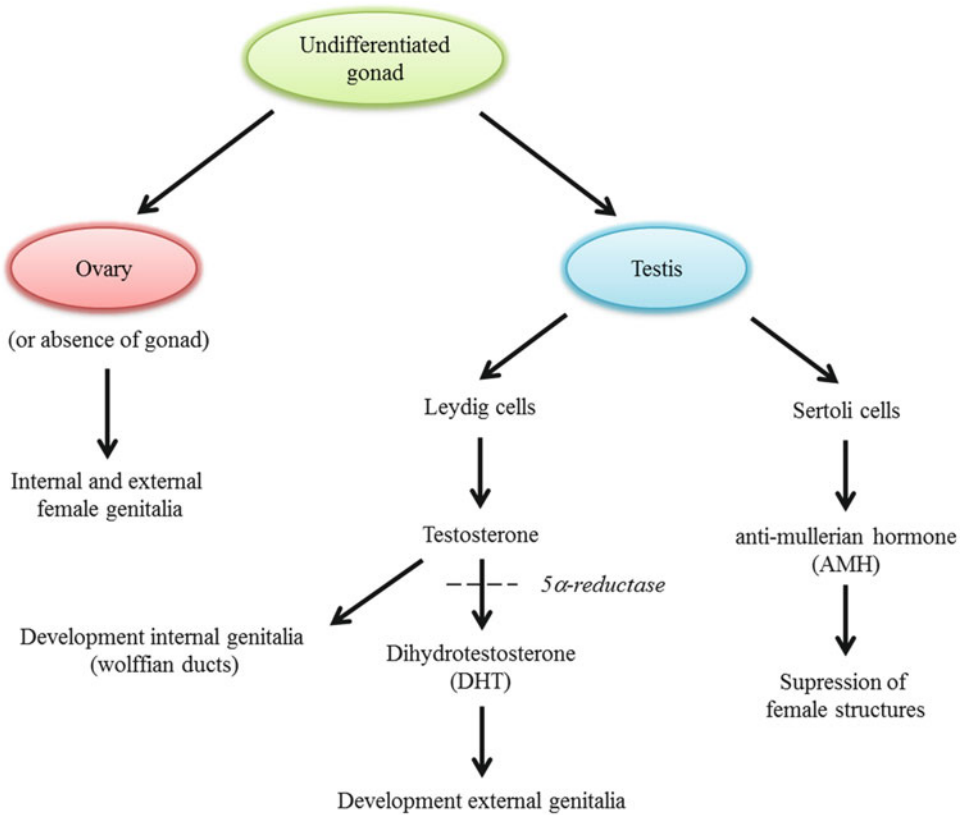 Undifferentiated
gonad
Ovary
Testis
(or absence of gonad)
Leydig cells
Sertoli cells
Internal and external
female genitalia
Testosterone
anti-mullerian hormone
(AMH)
5α-reductase
Development internal genitalia
(wolffian ducts)
Dihydrotestosterone
(DHT)
Supression of
female structures
Development external genitalia